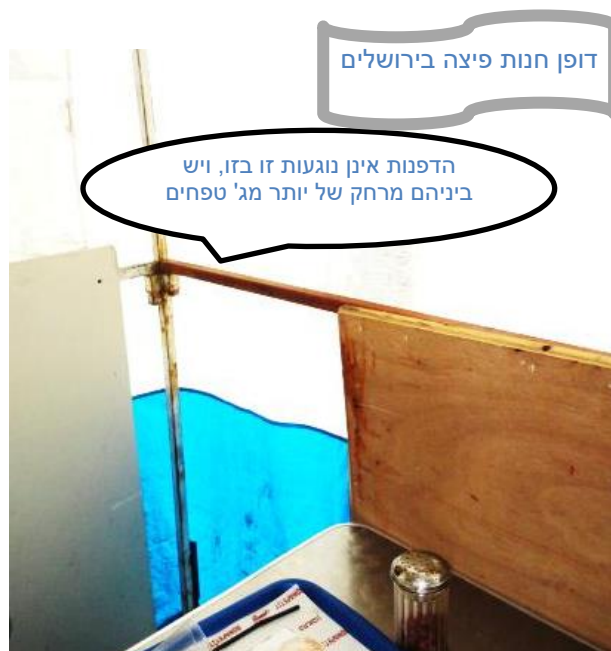 דופן חנות פיצה בירושלים
הדפנות אינן נוגעות זו בזו, ויש
ביניהם מרחק של יותר מג' טפחים